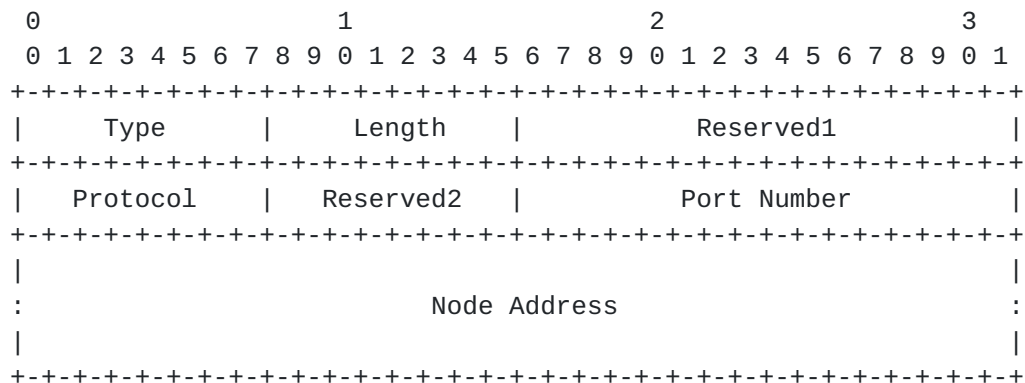 0                   1                   2                   3
 0 1 2 3 4 5 6 7 8 9 0 1 2 3 4 5 6 7 8 9 0 1 2 3 4 5 6 7 8 9 0 1
+-+-+-+-+-+-+-+-+-+-+-+-+-+-+-+-+-+-+-+-+-+-+-+-+-+-+-+-+-+-+-+-+
|     Type      |     Length    |           Reserved1           |
+-+-+-+-+-+-+-+-+-+-+-+-+-+-+-+-+-+-+-+-+-+-+-+-+-+-+-+-+-+-+-+-+
|   Protocol    |   Reserved2   |          Port Number          |
+-+-+-+-+-+-+-+-+-+-+-+-+-+-+-+-+-+-+-+-+-+-+-+-+-+-+-+-+-+-+-+-+
|                                                               |
:                          Node Address                         :
|                                                               |
+-+-+-+-+-+-+-+-+-+-+-+-+-+-+-+-+-+-+-+-+-+-+-+-+-+-+-+-+-+-+-+-+